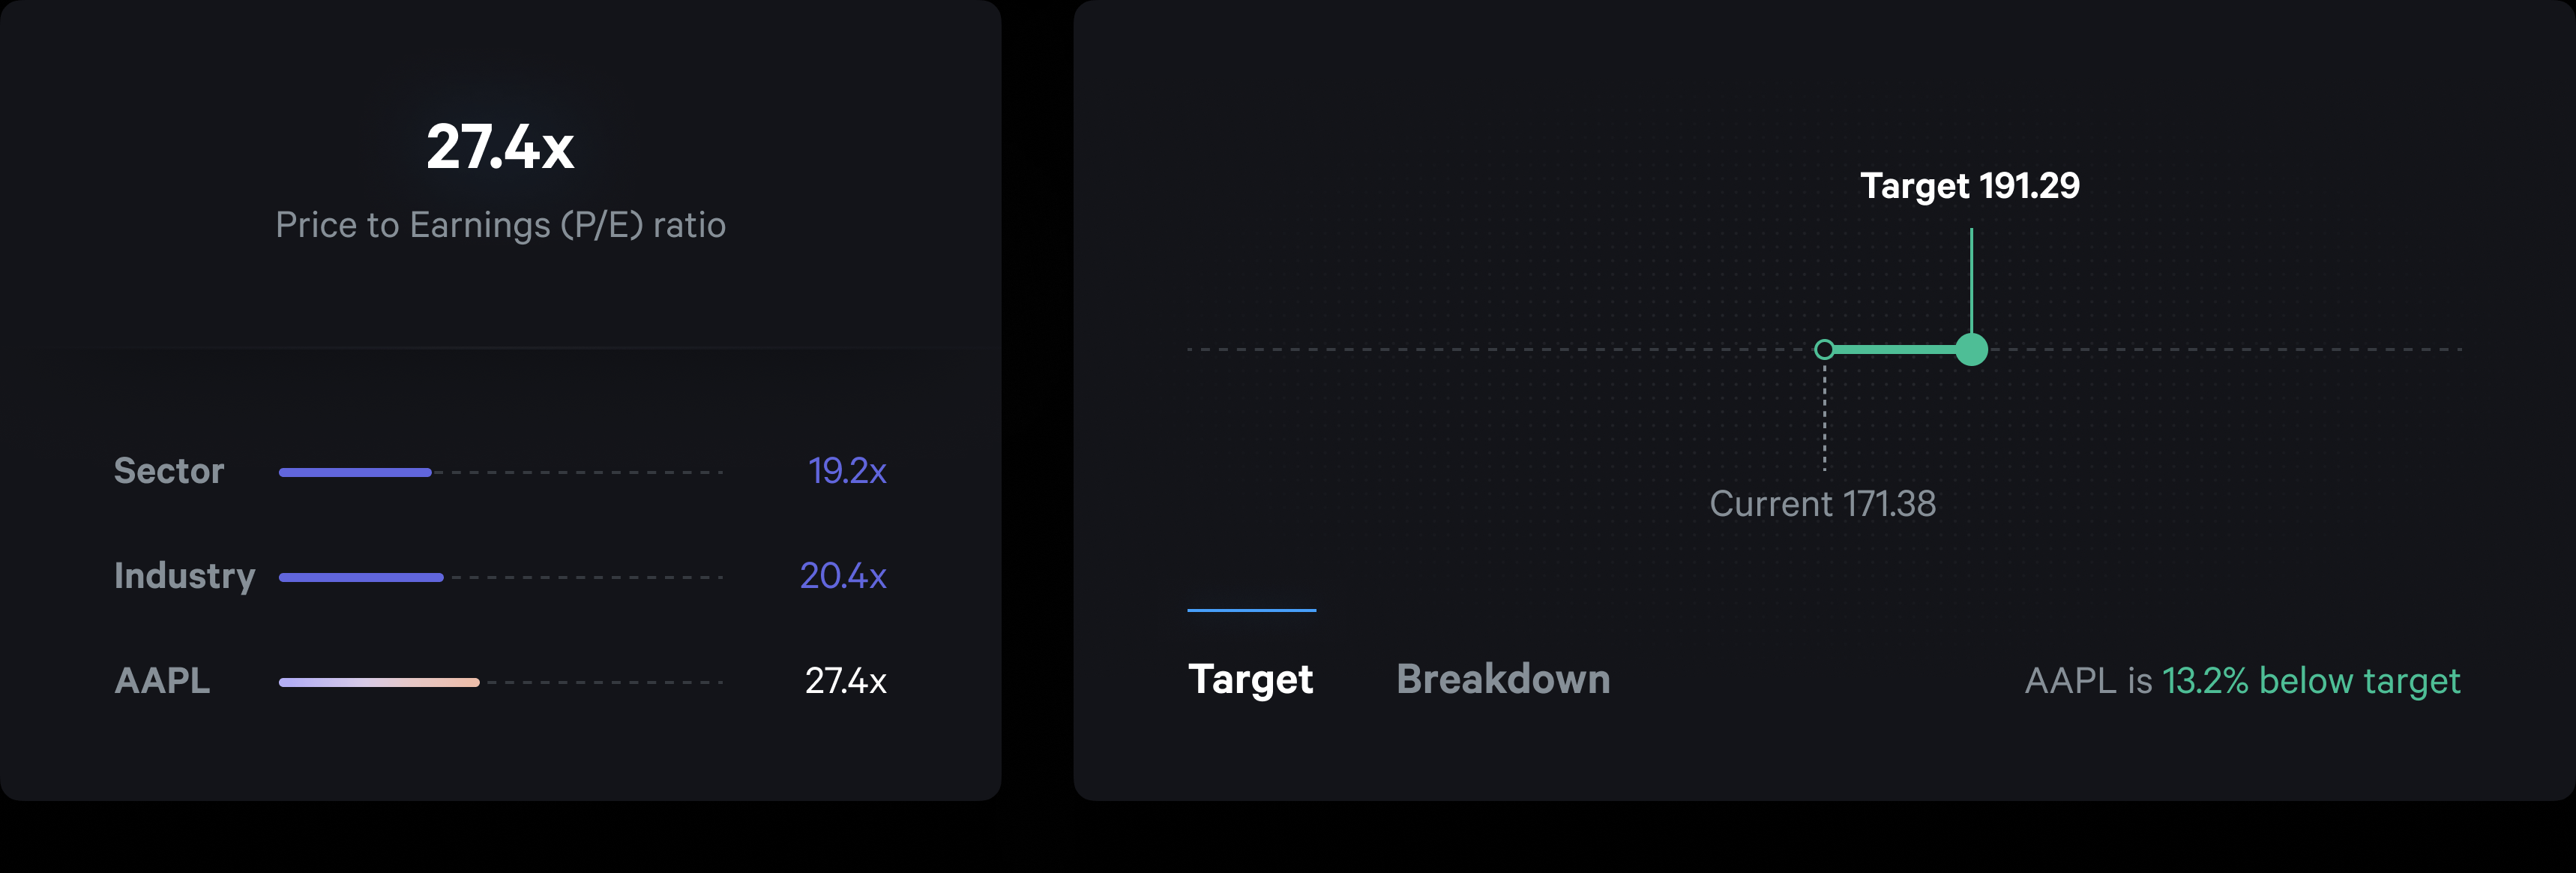 27.4x
Price to Earnings (P/E) ratio
Sector 19.2x
Industry 20.4x
AAPL 27.4x
Target 191.29
Current 171.38
Target Breakdown AAPL is 13.2% below target